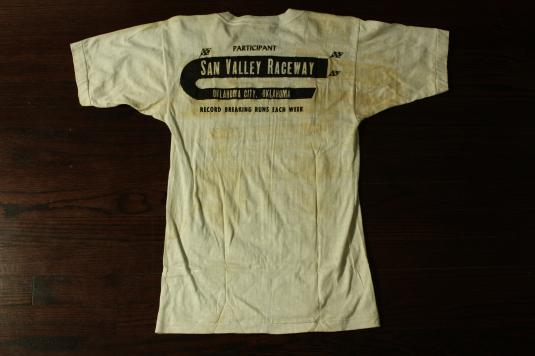 PARTICIPANT
SAN VALLEY RACEWAY
OKLAHOMA CITY, OKLAHOMA
RECORD BREAKING RUNS EACH WEEK